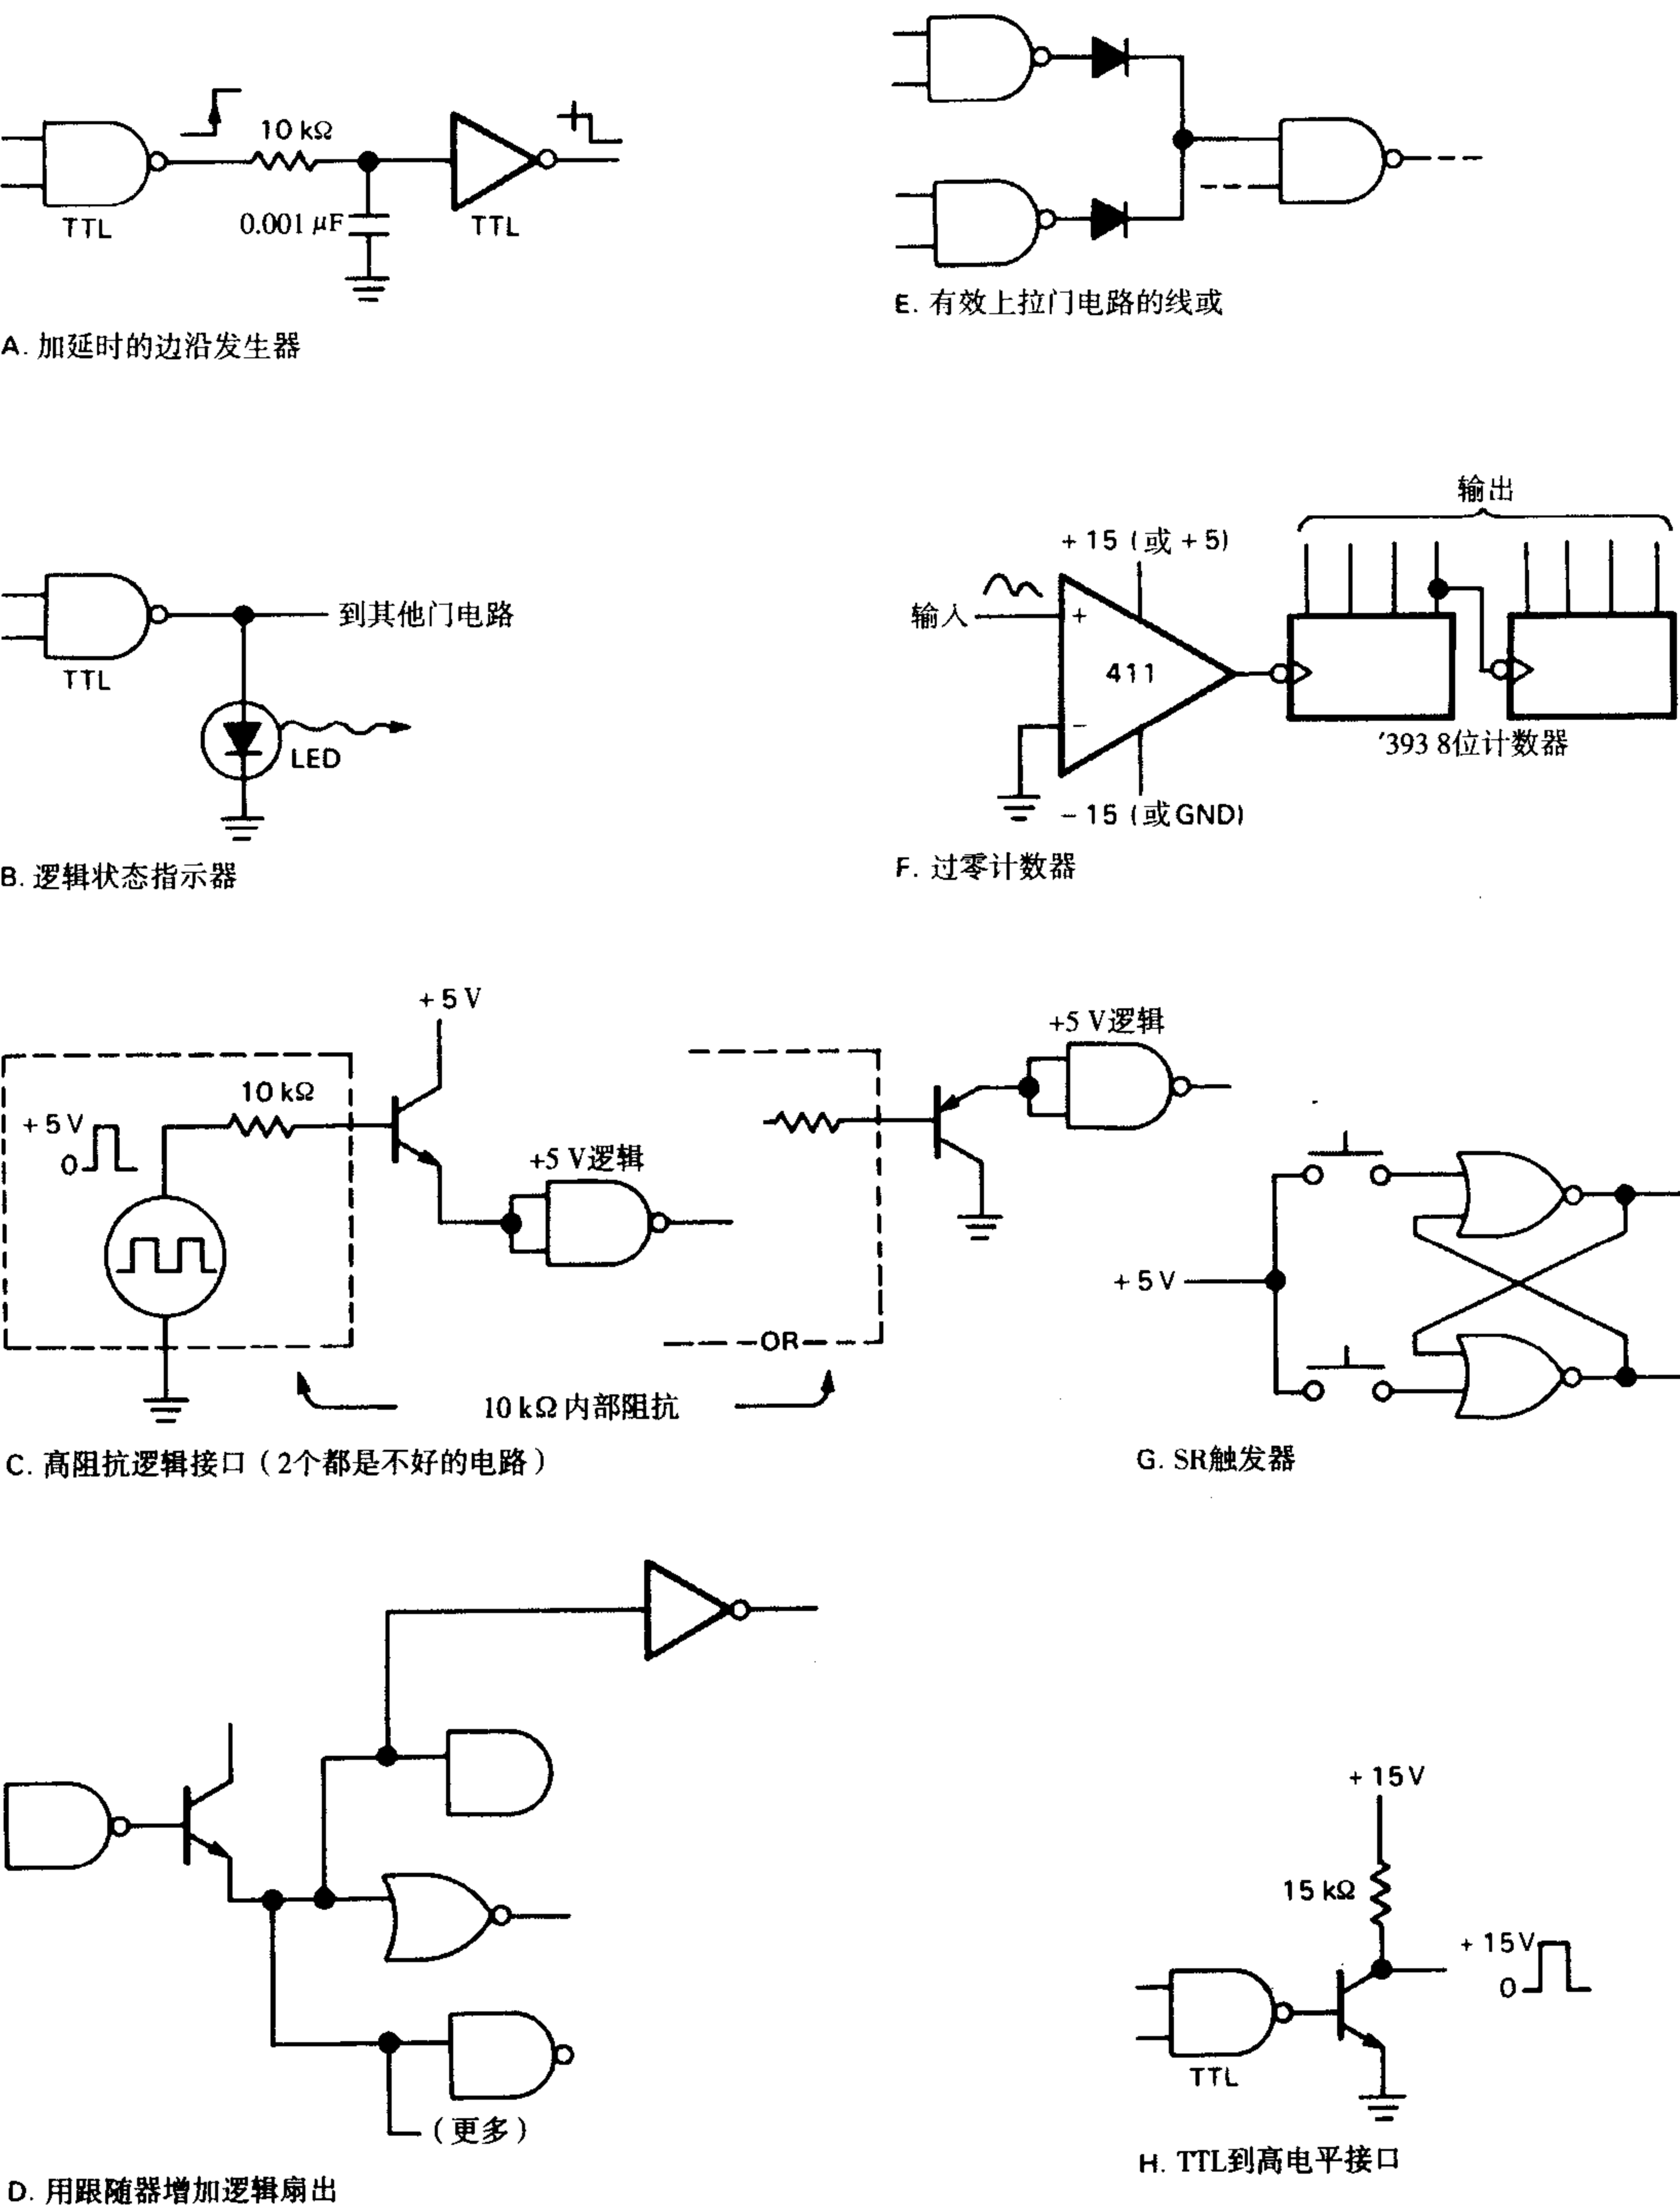 10 kΩ
0.001 μF
TTL
TTL
A. 加延时的边沿发生器
E. 有效上拉门电路的线或
到其他门电路
TTL
LED
B. 逻辑状态指示器
输出
+ 15 (或 + 5)
输入
+
411
−
'393 8位计数器
− 15 (或GND)
F. 过零计数器
+ 5 V
10 kΩ
+ 5 V
0
+5 V逻辑
+5 V逻辑
OR
10 kΩ 内部阻抗
C. 高阻抗逻辑接口（2个都是不好的电路）
+ 5 V
G. SR触发器
(更多)
D. 用跟随器增加逻辑扇出
+ 15 V
15 kΩ
+ 15 V
0
TTL
H. TTL到高电平接口